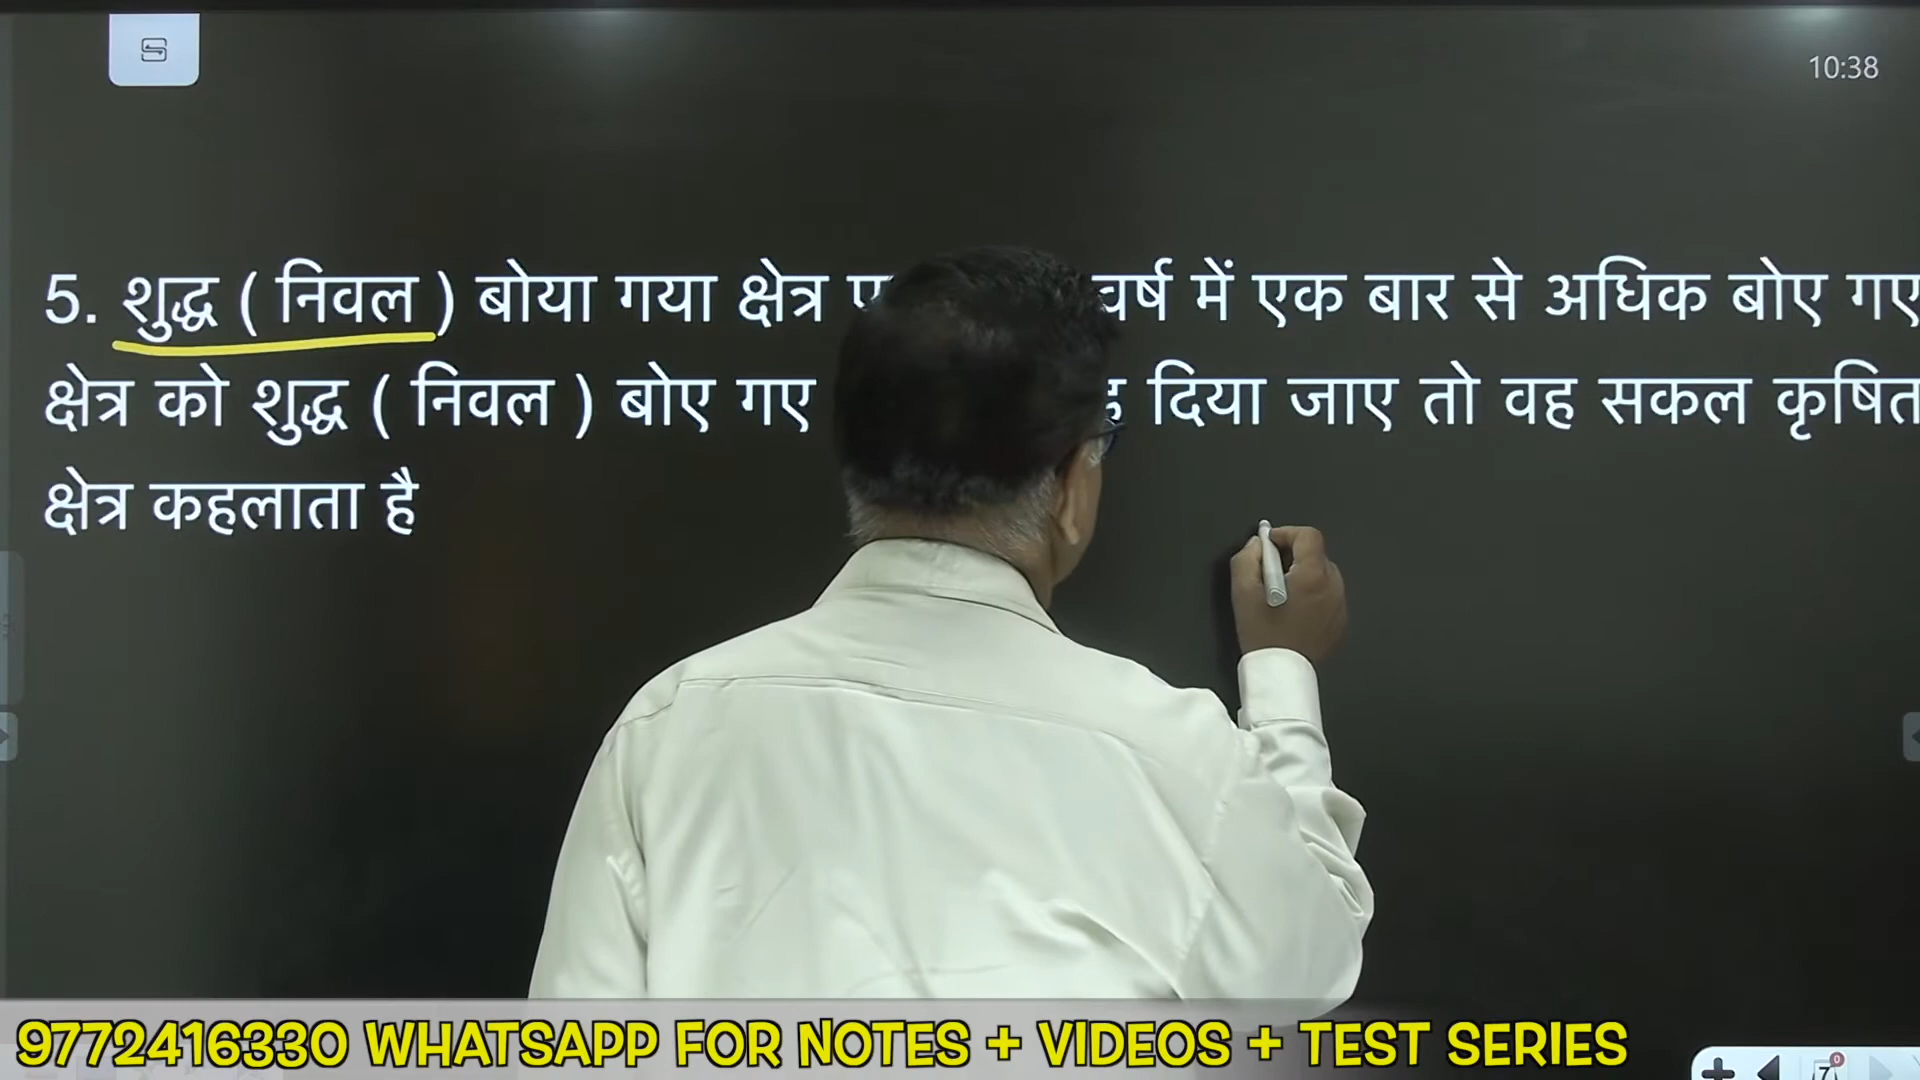 10:38
5. शुद्ध ( निवल ) बोया गया क्षेत्र वर्ष में एक बार से अधिक बोए गए
क्षेत्र को शुद्ध ( निवल ) बोए गए दिया जाए तो वह सकल कृषित
क्षेत्र कहलाता है
9772416330 WHATSAPP FOR NOTES + VIDEOS + TEST SERIES